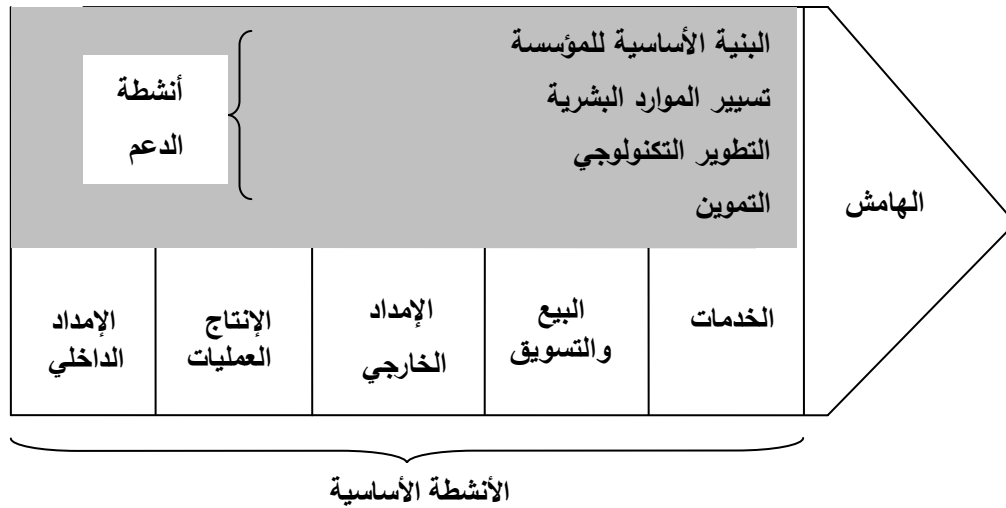 البنية الأساسية للمؤسسة
تسيير الموارد البشرية
التطوير التكنولوجي
التموين
أنشطة
الدعم
الهامش
الإمداد
الداخلي
الإنتاج
العمليات
الإمداد
الخارجي
البيع
والتسويق
الخدمات
الأنشطة الأساسية